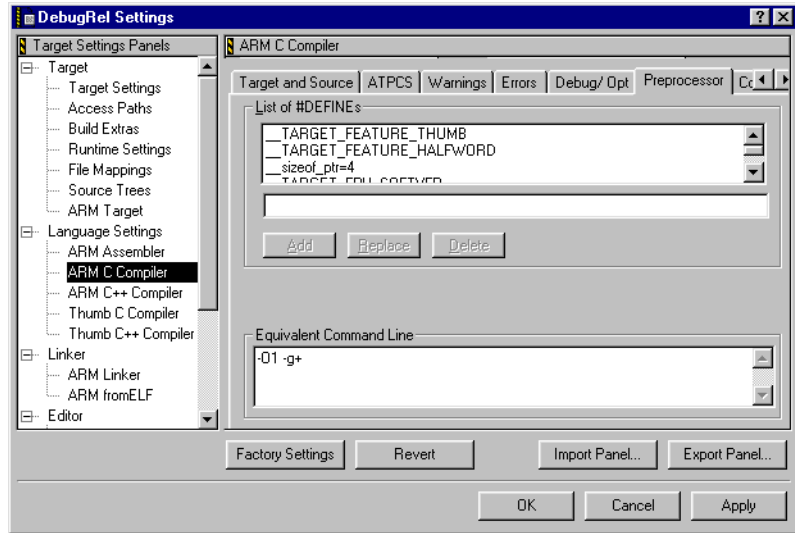 DebugRel Settings
Target Settings Panels
Target
Target Settings
Access Paths
Build Extras
Runtime Settings
File Mappings
Source Trees
ARM Target
Language Settings
ARM Assembler
ARM C Compiler
ARM C++ Compiler
Thumb C Compiler
Thumb C++ Compiler
Linker
ARM Linker
ARM fromELF
Editor
ARM C Compiler
Target and Source ATPCS Warnings Errors Debug/ Opt Preprocessor
List of #DEFINEs
__TARGET_FEATURE_THUMB
__TARGET_FEATURE_HALFWORD
__sizeof_ptr=4
Add Replace Delete
Equivalent Command Line
-O1 -g+
Factory Settings Revert Import Panel... Export Panel...
OK Cancel Apply